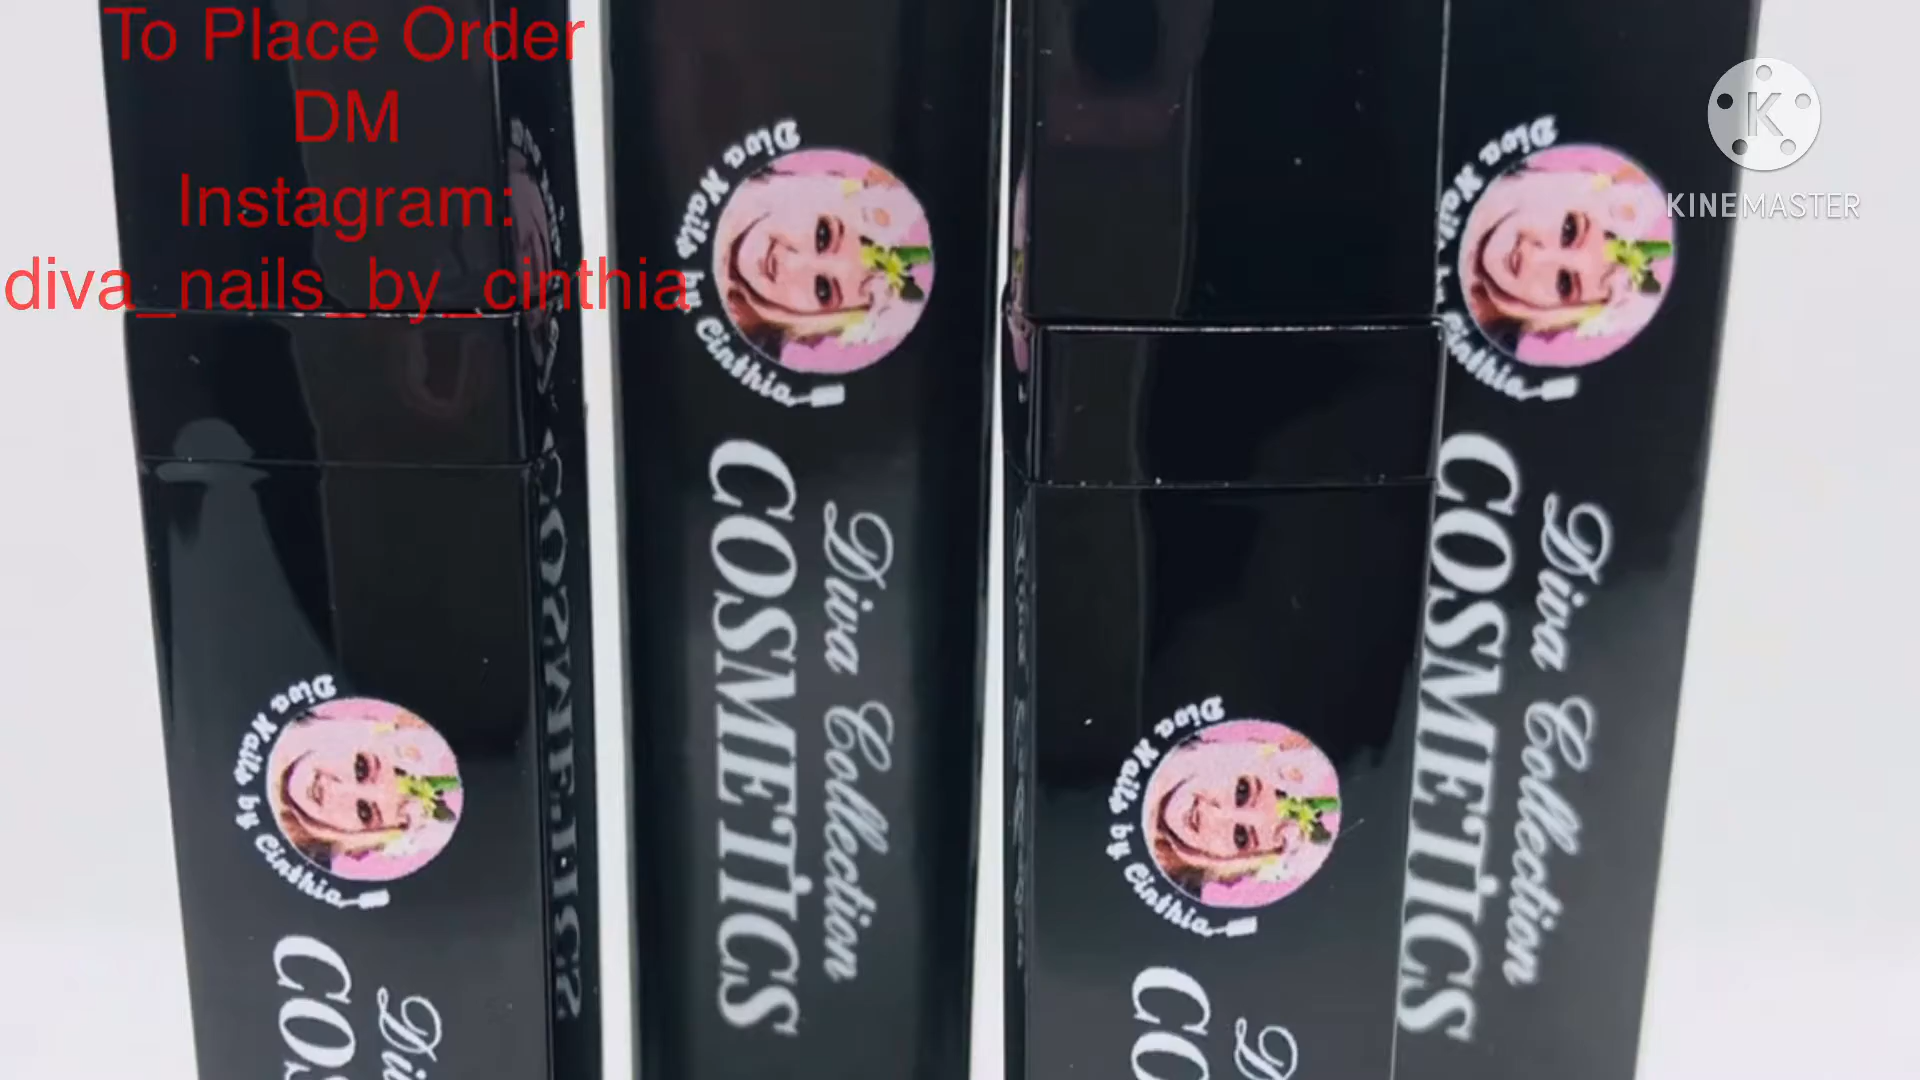 To Place Order
DM
Instagram:
diva_nails_by_cinthia
K
KINEMASTER
Diva Nails by Cinthia
Diva Collection
COSMETICS
Diva Nails by Cinthia
Diva Collection
COSMETICS
Diva Nails by Cinthia
Diva Nails by Cinthia
COSMETICS